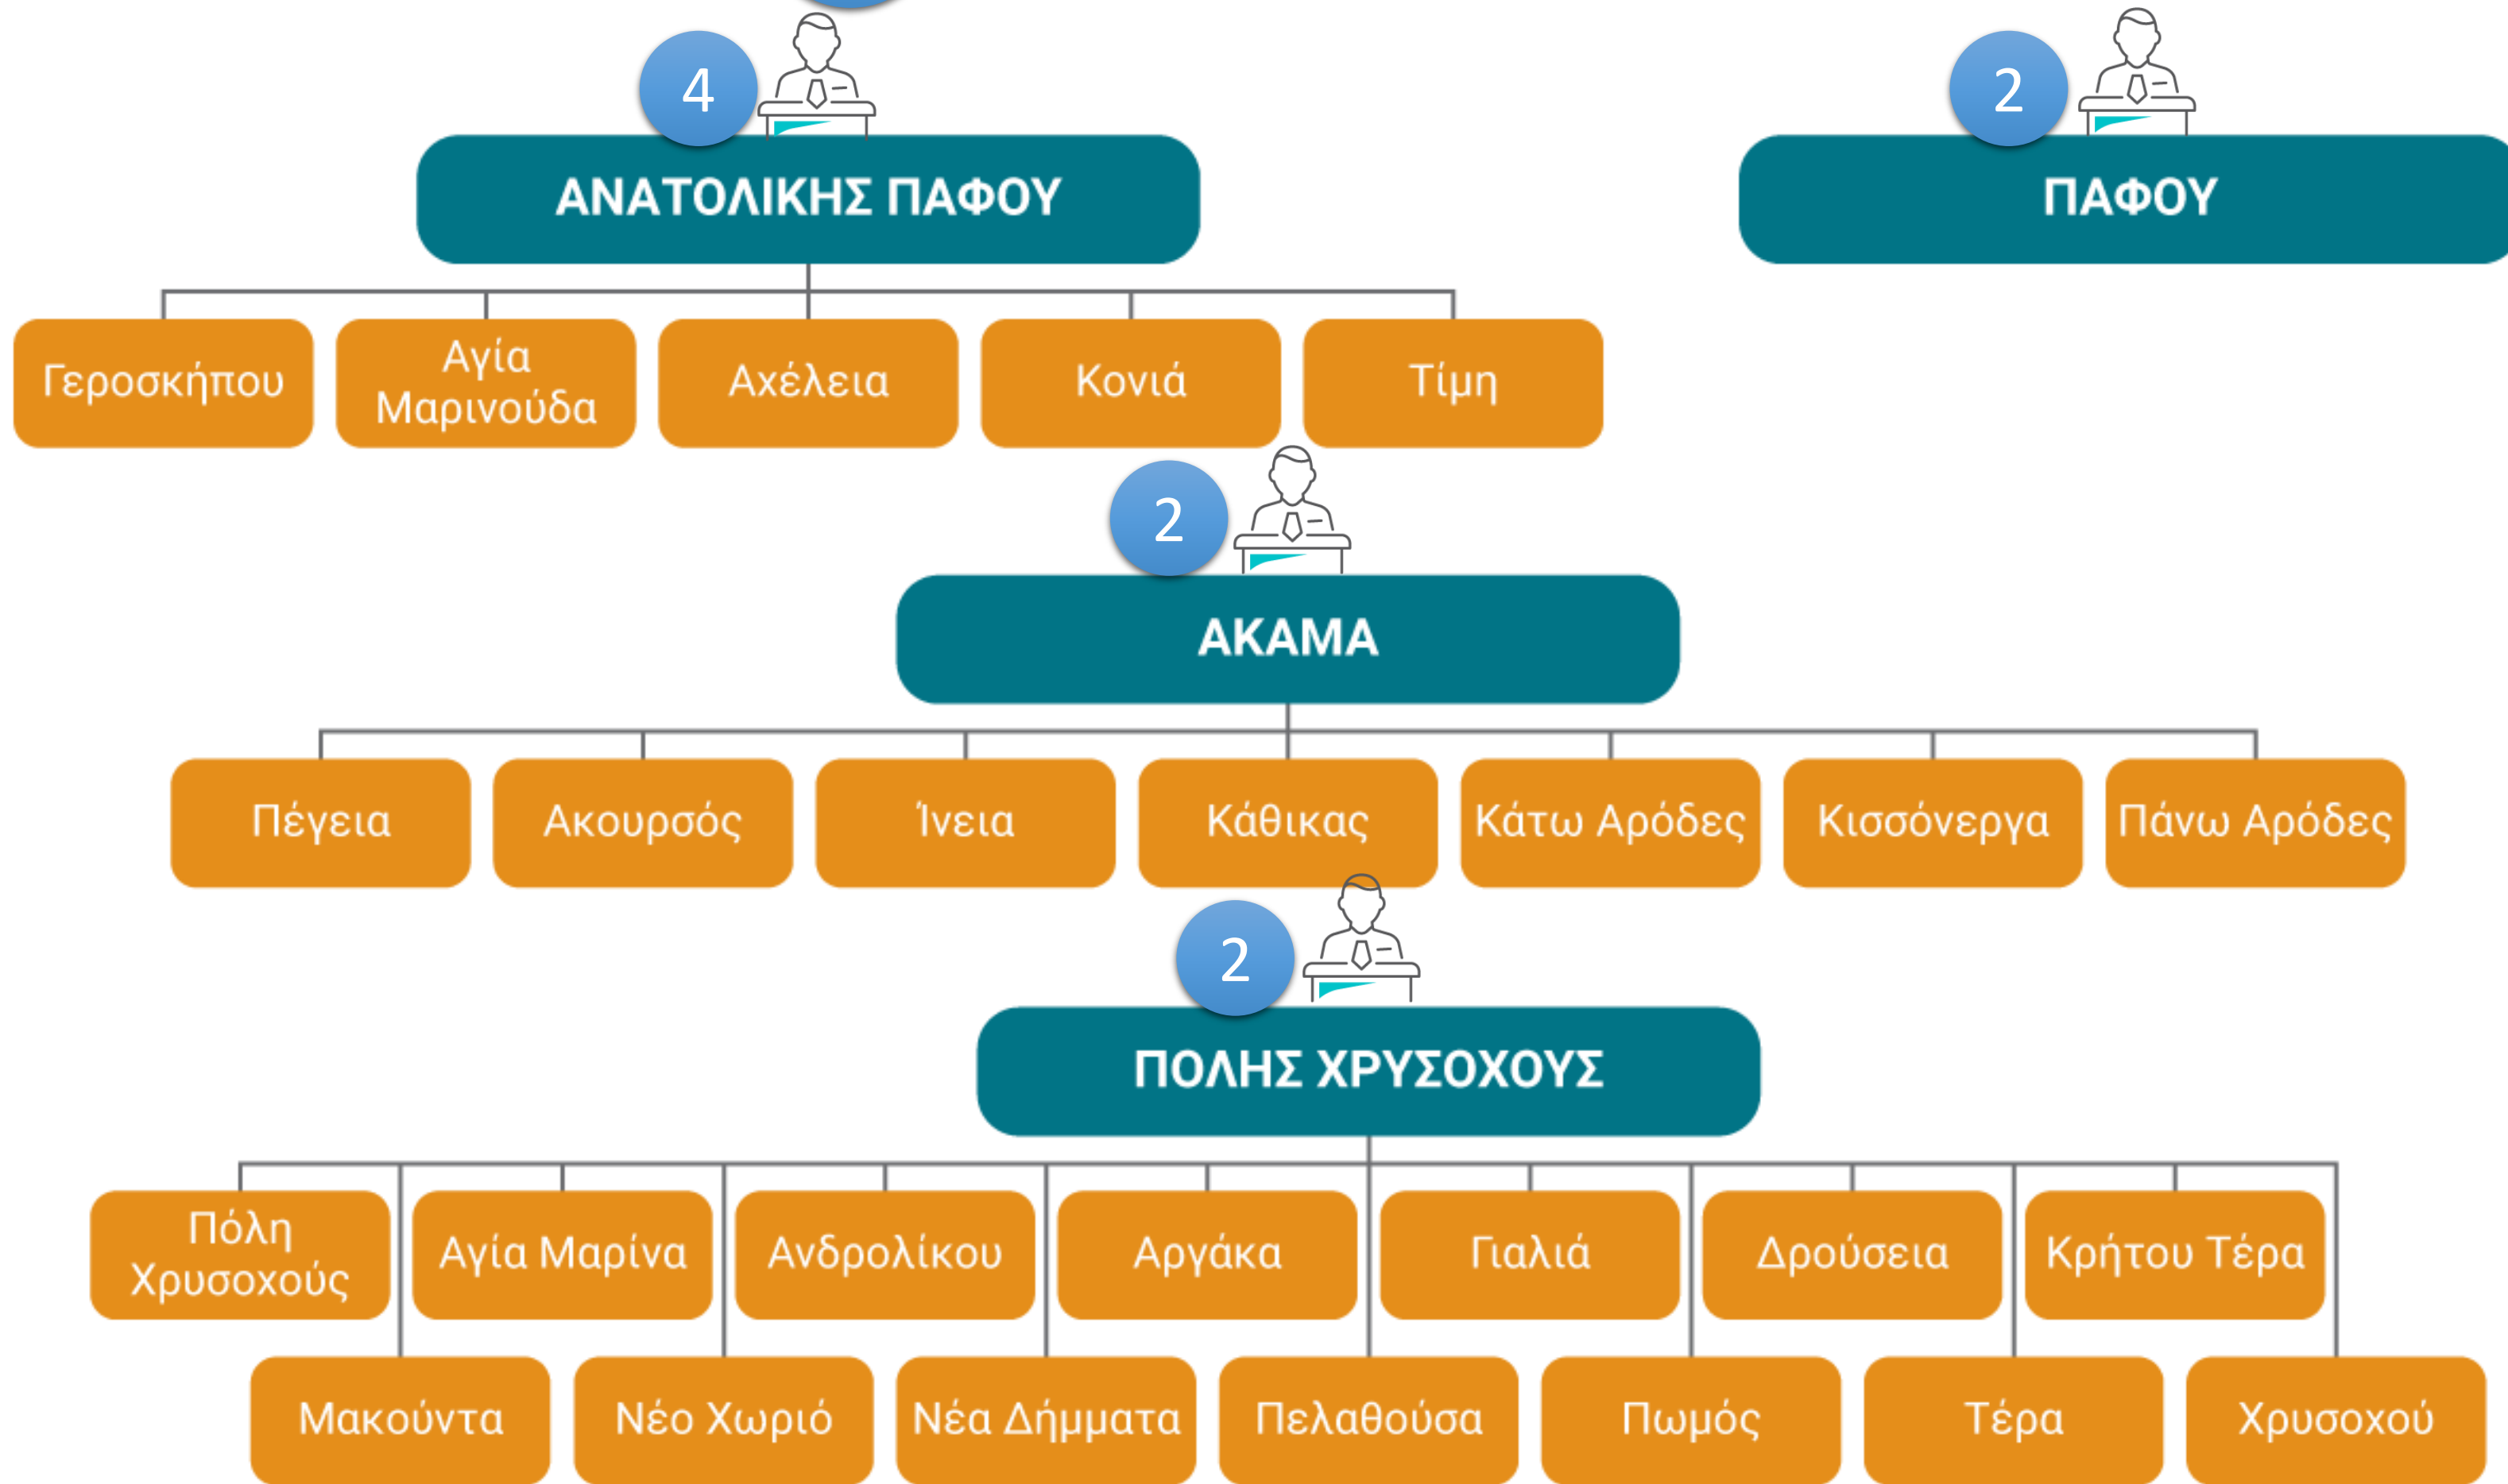 4
2
ΑΝΑΤΟΛΙΚΗΣ ΠΑΦΟΥ
ΠΑΦΟΥ
Γεροσκήπου
Αγία
Μαρινούδα
Αχέλεια
Κονιά
Τίμη
2
ΑΚΑΜΑ
Πέγεια
Ακουρσός
Ίνεια
Κάθικας
Κάτω Αρόδες
Κισσόνεργα
Πάνω Αρόδες
2
ΠΟΛΗΣ ΧΡΥΣΟΧΟΥΣ
Πόλη
Χρυσοχούς
Αγία Μαρίνα
Ανδρολίκου
Αργάκα
Γιαλιά
Δρούσεια
Κρήτου Τέρα
Μακούντα
Νέο Χωριό
Νέα Δήμματα
Πελαθούσα
Πωμός
Τέρα
Χρυσοχού